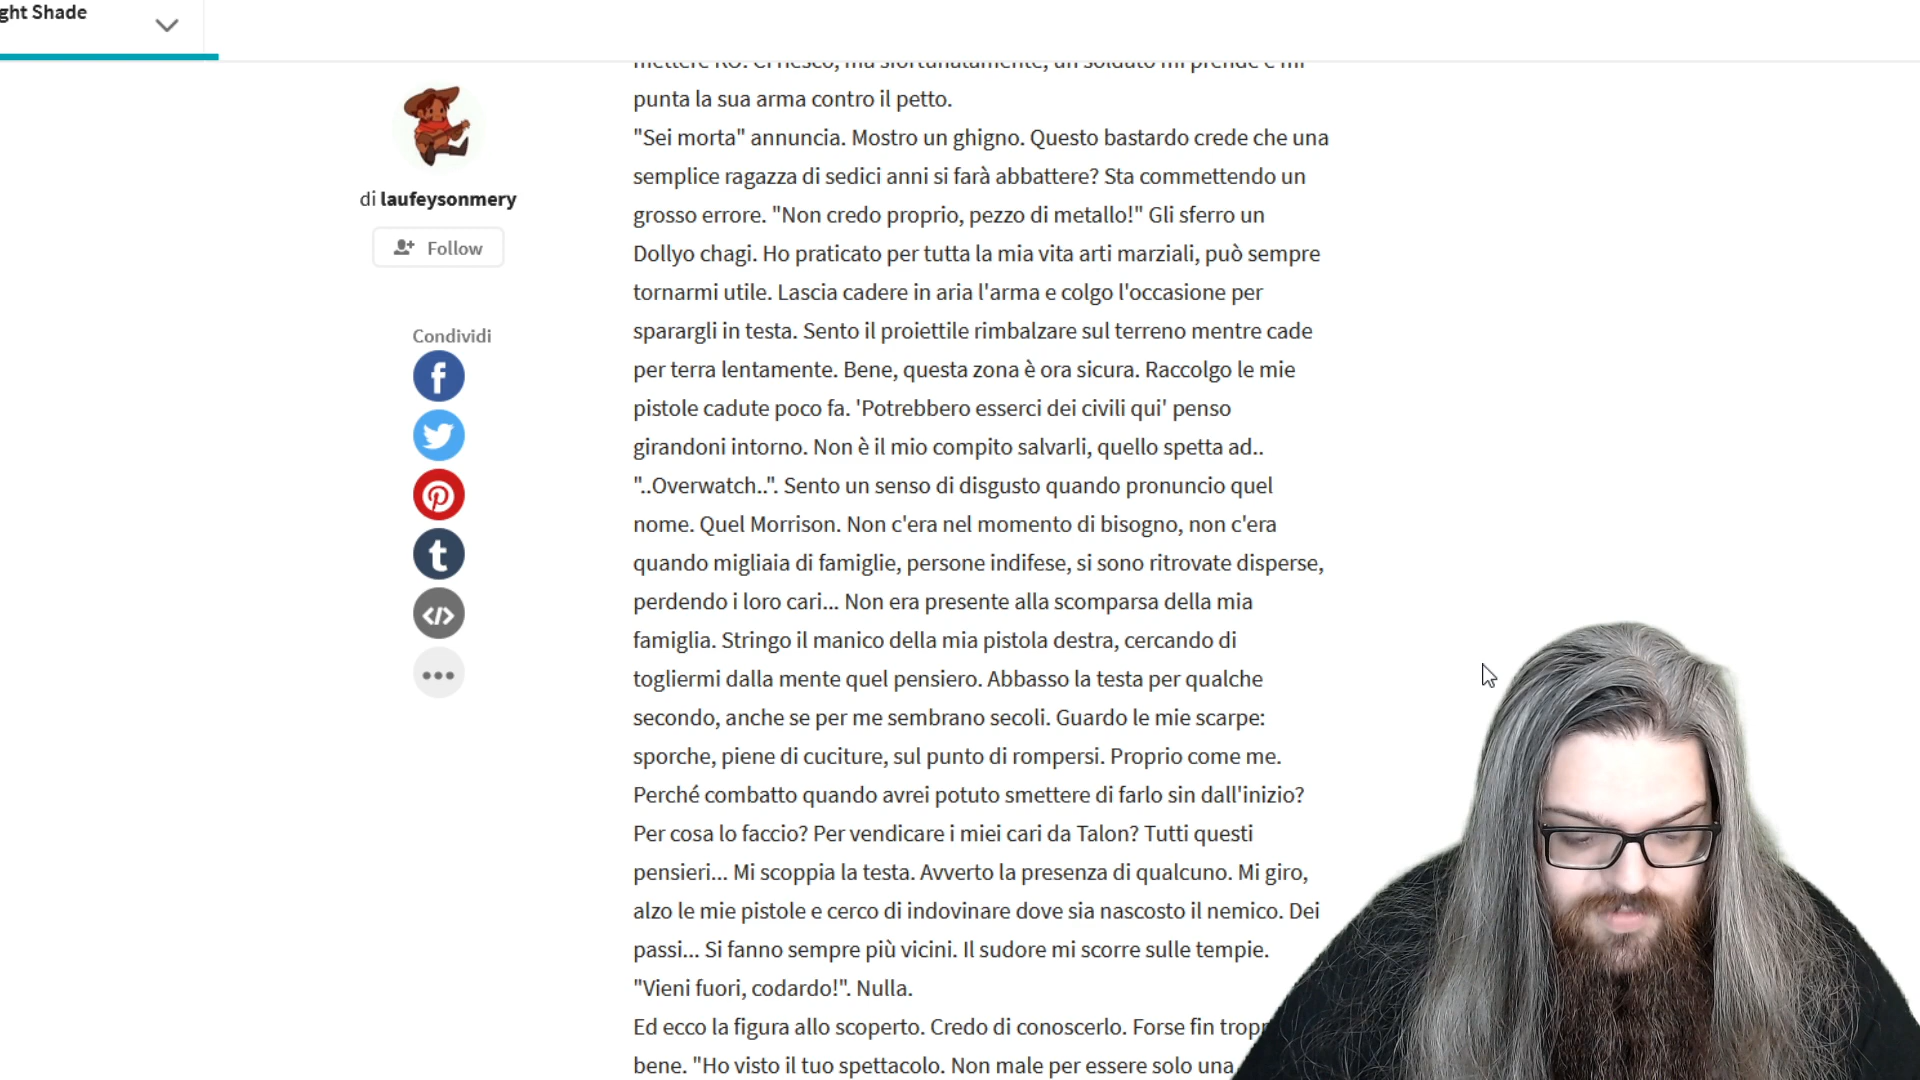 ght Shade
mettere KO. Ci riesco, ma sfortunatamente, un soldato mi prende e mi
punta la sua arma contro il petto.
"Sei morta" annuncia. Mostro un ghigno. Questo bastardo crede che una
semplice ragazza di sedici anni si farà abbattere? Sta commettendo un
grosso errore. "Non credo proprio, pezzo di metallo!" Gli sferro un
Dollyo chagi. Ho praticato per tutta la mia vita arti marziali, può sempre
tornarmi utile. Lascia cadere in aria l'arma e colgo l'occasione per
sparargli in testa. Sento il proiettile rimbalzare sul terreno mentre cade
per terra lentamente. Bene, questa zona è ora sicura. Raccolgo le mie
pistole cadute poco fa. 'Potrebbero esserci dei civili qui' penso
girandoni intorno. Non è il mio compito salvarli, quello spetta ad..
"..Overwatch..". Sento un senso di disgusto quando pronuncio quel
nome. Quel Morrison. Non c'era nel momento di bisogno, non c'era
quando migliaia di famiglie, persone indifese, si sono ritrovate disperse,
perdendo i loro cari... Non era presente alla scomparsa della mia
famiglia. Stringo il manico della mia pistola destra, cercando di
togliermi dalla mente quel pensiero. Abbasso la testa per qualche
secondo, anche se per me sembrano secoli. Guardo le mie scarpe:
sporche, piene di cuciture, sul punto di rompersi. Proprio come me.
Perché combatto quando avrei potuto smettere di farlo sin dall'inizio?
Per cosa lo faccio? Per vendicare i miei cari da Talon? Tutti questi
pensieri... Mi scoppia la testa. Avverto la presenza di qualcuno. Mi giro,
alzo le mie pistole e cerco di indovinare dove sia nascosto il nemico. Dei
passi... Si fanno sempre più vicini. Il sudore mi scorre sulle tempie.
"Vieni fuori, codardo!". Nulla.
Ed ecco la figura allo scoperto. Credo di conoscerlo. Forse fin trop
bene. "Ho visto il tuo spettacolo. Non male per essere solo una
di laufeysonmery
Follow
Condividi